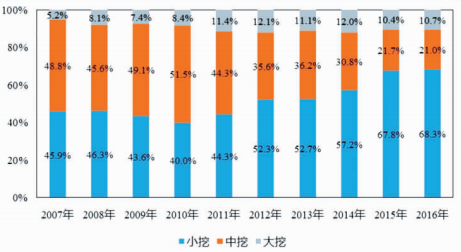 100%
80%
60%
40%
20%
0%
5.2% 8.1% 7.4% 8.4% 11.4% 12.1% 11.1% 12.0% 10.4% 10.7%
48.8% 45.6% 49.1% 51.5% 44.3% 35.6% 36.2% 30.8% 21.7% 21.0%
45.9% 46.3% 43.6% 40.0% 44.3% 52.3% 52.7% 57.2% 67.8% 68.3%
2007年 2008年 2009年 2010年 2011年 2012年 2013年 2014年 2015年 2016年
小挖 中挖 大挖